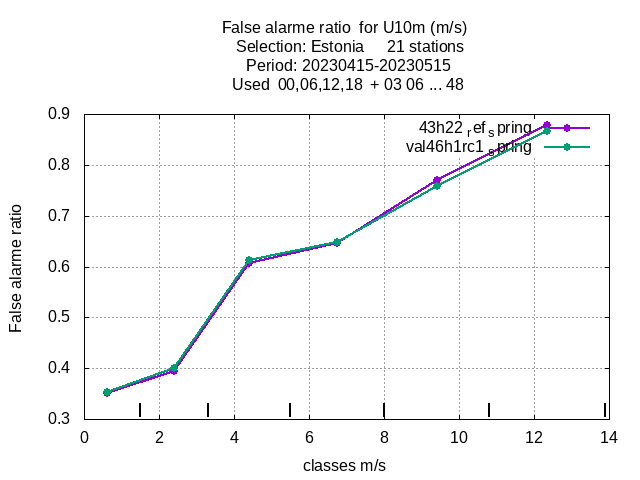 False alarme ratio for U10m (m/s)
Selection: Estonia 21 stations
Period: 20230415-20230515
Used 00,06,12,18 + 03 06 ... 48
43h22 ref spring
val46h1rc1 spring
0.9
0.8
0.7
0.6
0.5
0.4
0.3
False alarme ratio
0 2 4 6 8 10 12 14
classes m/s